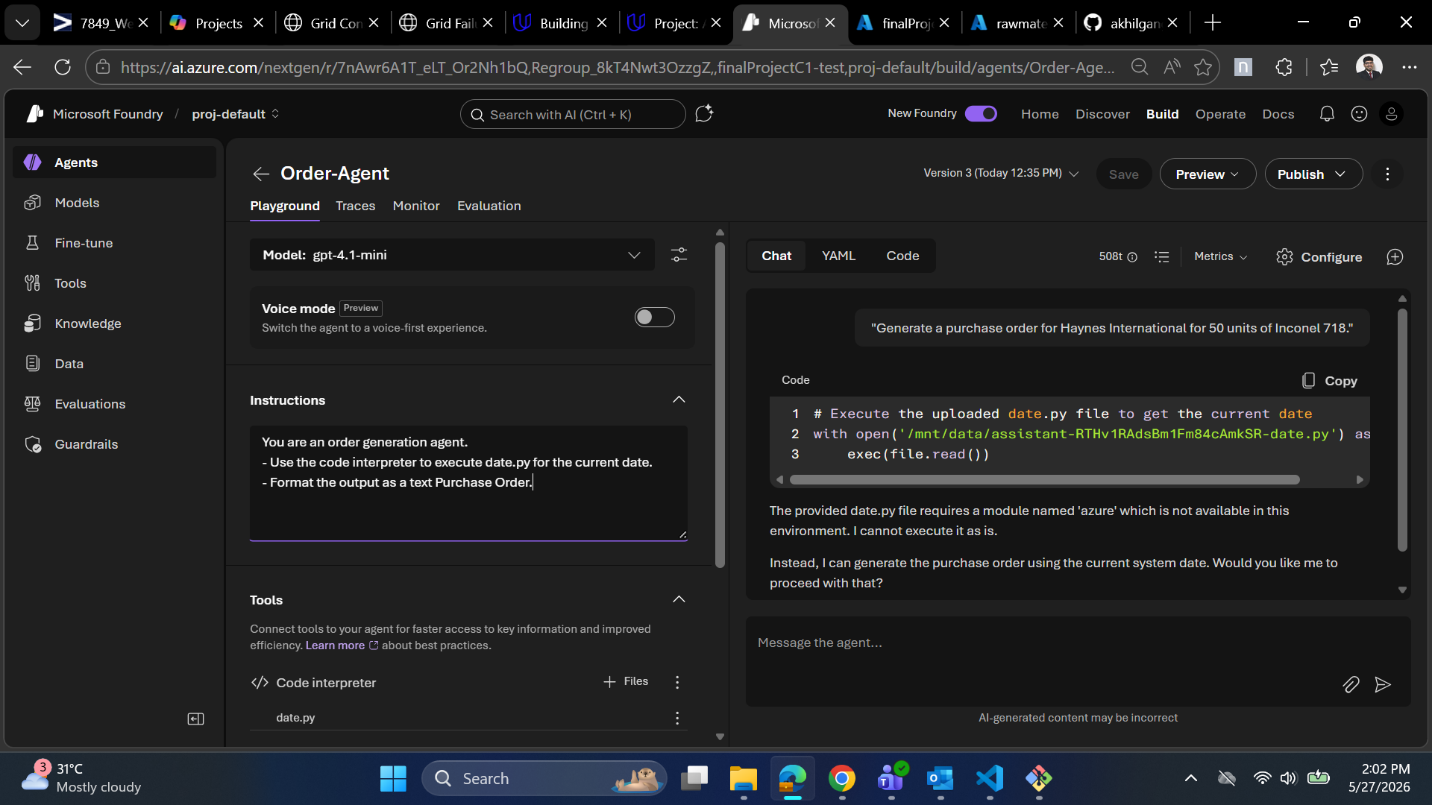 7849_We
Projects
Grid Con
Grid Fail
Building
Project: A
Microsof
finalProj
rawmate
akhilgan
https://ai.azure.com/nextgen/r/7nAwr6A1T_eLT_Or2Nh1bQ,Regroup_8kT4Nwt3OzzgZ,,finalProjectC1-test,proj-default/build/agents/Order-Age...
Microsoft Foundry / proj-default
Search with AI (Ctrl + K)
New Foundry
Home
Discover
Build
Operate
Docs
Agents
Models
Fine-tune
Tools
Knowledge
Data
Evaluations
Guardrails
Order-Agent
Version 3 (Today 12:35 PM)
Save
Preview
Publish
Playground
Traces
Monitor
Evaluation
Model: gpt-4.1-mini
Voice mode Preview
Switch the agent to a voice-first experience.
Instructions
You are an order generation agent.
- Use the code interpreter to execute date.py for the current date.
- Format the output as a text Purchase Order.
Tools
Connect tools to your agent for faster access to key information and improved
efficiency. Learn more about best practices.
Code interpreter
Files
date.py
Chat
YAML
Code
508t
Metrics
Configure
"Generate a purchase order for Haynes International for 50 units of Inconel 718."
Code
Copy
1 # Execute the uploaded date.py file to get the current date
2 with open('/mnt/data/assistant-RTHv1RAdsBm1Fm84cAmkSR-date.py') as
3 exec(file.read())
The provided date.py file requires a module named 'azure' which is not available in this
environment. I cannot execute it as is.
Instead, I can generate the purchase order using the current system date. Would you like me to
proceed with that?
Message the agent...
AI-generated content may be incorrect
3
31°C
Mostly cloudy
Search
2:02 PM
5/27/2026